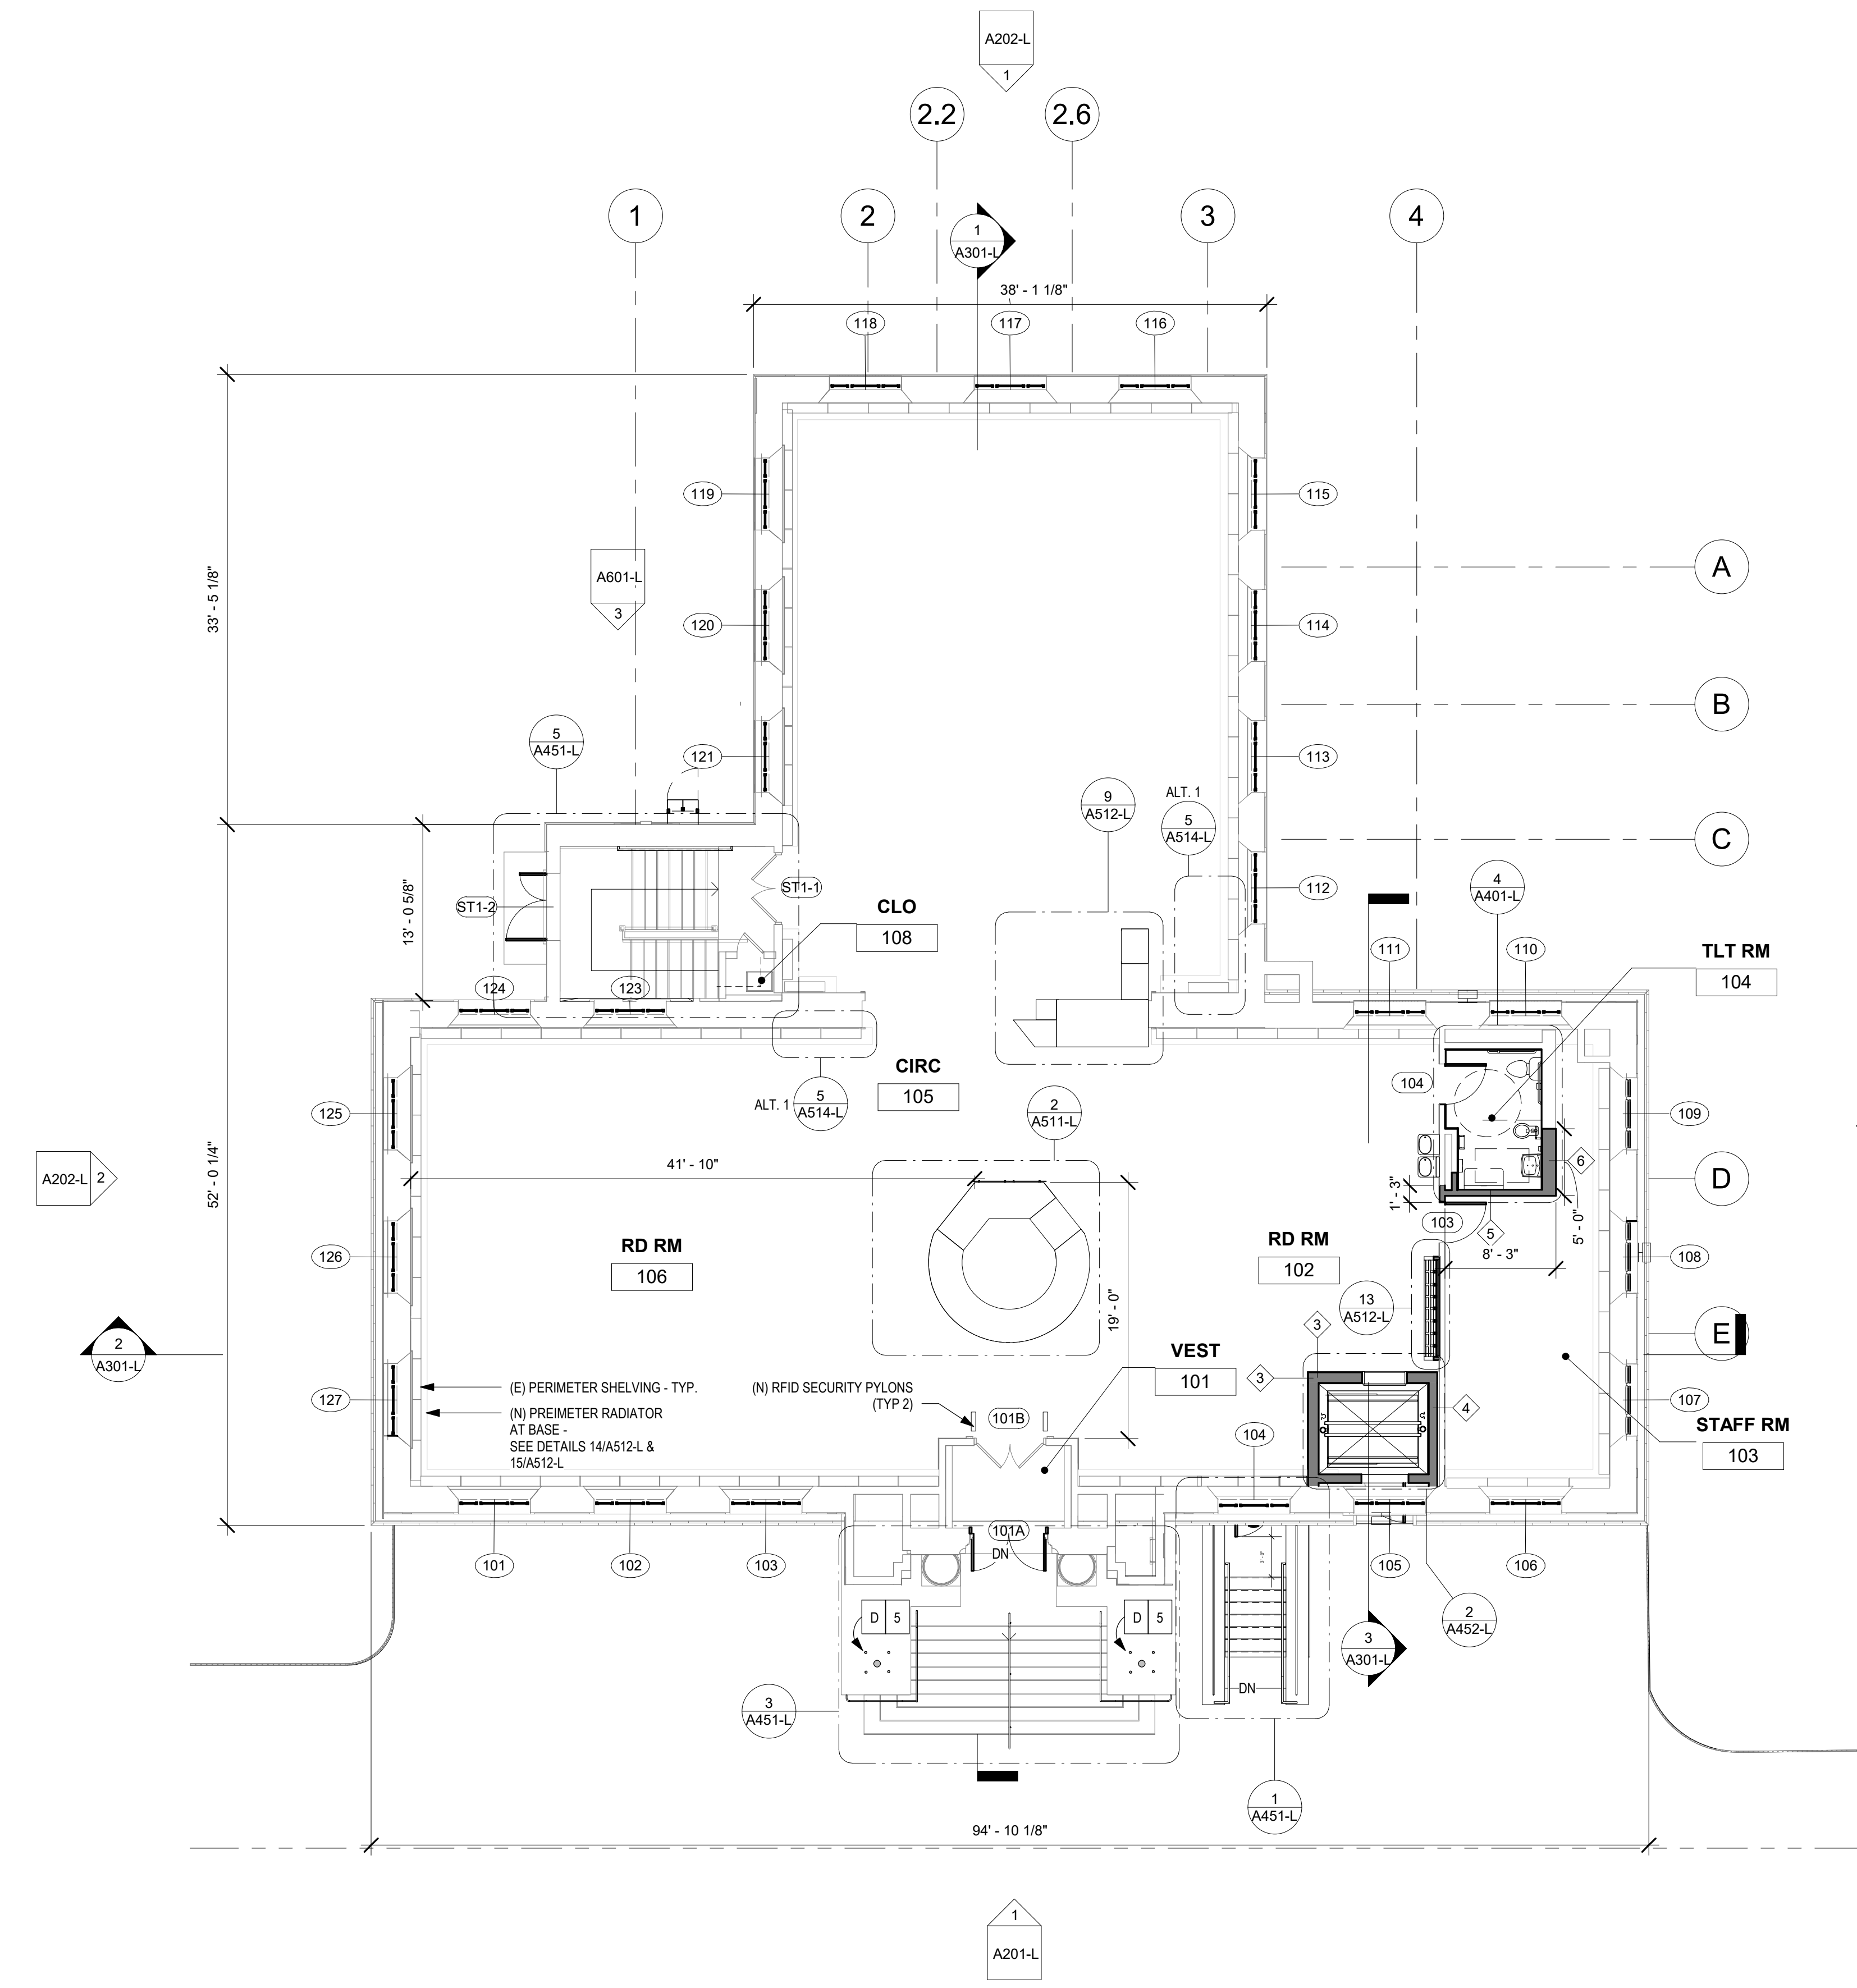 A202-L
1
2.2
2.6
1
2
3
4
1
A301-L
38' - 1 1/8"
118
117
116
119
115
A601-L
3
A
33' - 5 1/8"
120
114
B
5
A451-L
121
113
9
A512-L
ALT. 1
5
A514-L
C
13' - 0 5/8"
ST1-1
ST1-2
CLO
108
112
4
A401-L
111
110
TLT RM
104
124
123
CIRC
105
104
125
ALT. 1
5
A514-L
2
A511-L
109
A202-L
2
52' - 0 1/4"
41' - 10"
6
D
1' - 3"
103
5
5' - 0"
8' - 3"
126
RD RM
106
RD RM
102
108
19' - 0"
13
A512-L
3
E
2
A301-L
VEST
101
3
(E) PERIMETER SHELVING - TYP.
(N) RFID SECURITY PYLONS
(TYP 2)
127
(N) PREIMETER RADIATOR
AT BASE -
SEE DETAILS 14/A512-L &
15/A512-L
101B
4
107
104
STAFF RM
103
101A
DN
101
102
103
105
106
D
5
D
5
2
A452-L
3
A301-L
DN
3
A451-L
1
A451-L
94' - 10 1/8"
1
A201-L